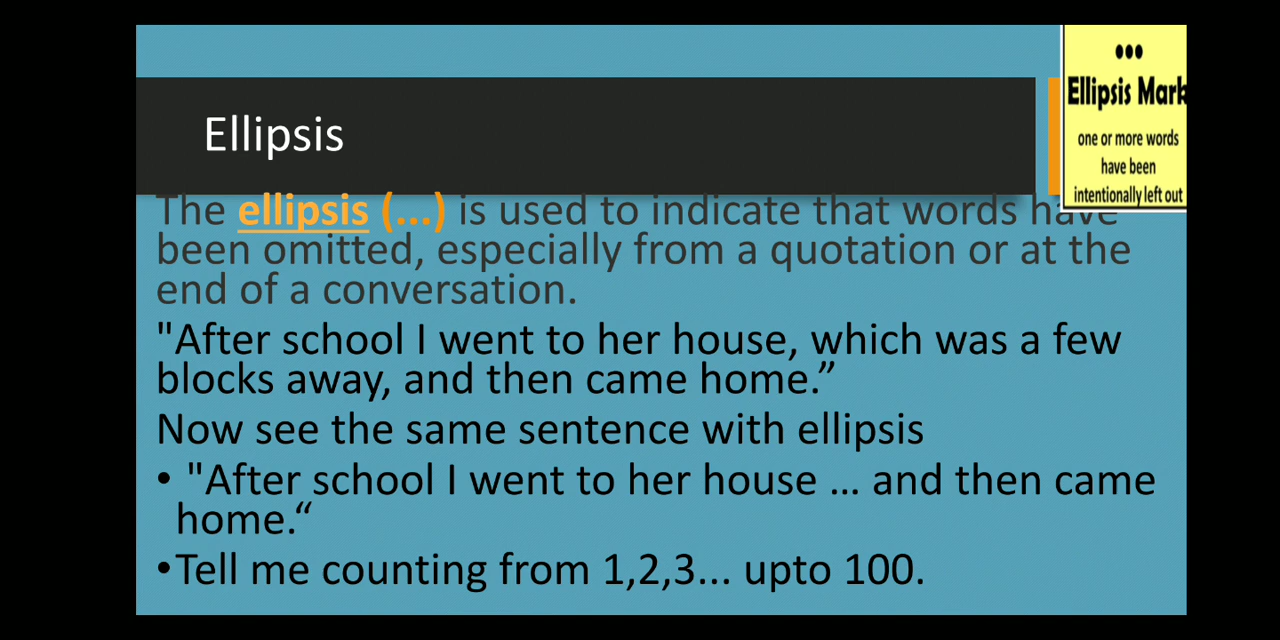 •••
Ellipsis Mark
one or more words
have been
intentionally left out
Ellipsis
The ellipsis (...) is used to indicate that words have
been omitted, especially from a quotation or at the
end of a conversation.
"After school I went to her house, which was a few
blocks away, and then came home.”
Now see the same sentence with ellipsis
• "After school I went to her house … and then came
home.“
•Tell me counting from 1,2,3... upto 100.